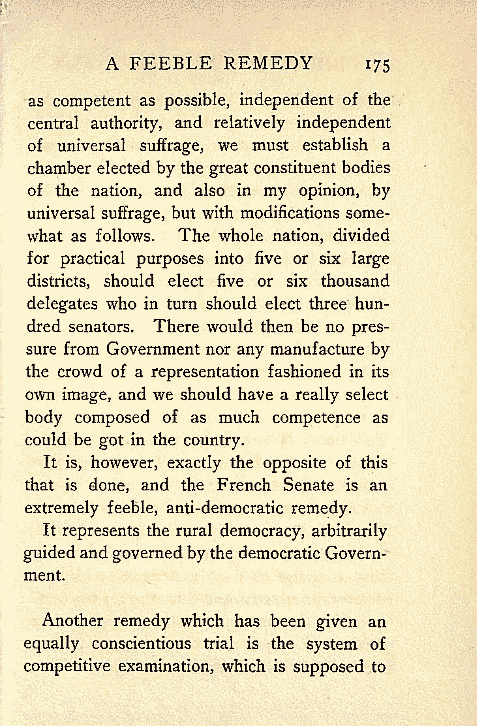 A FEEBLE REMEDY 175
as competent as possible, independent of the
central authority, and relatively independent
of universal suffrage, we must establish a
chamber elected by the great constituent bodies
of the nation, and also in my opinion, by
universal suffrage, but with modifications some-
what as follows. The whole nation, divided
for practical purposes into five or six large
districts, should elect five or six thousand
delegates who in turn should elect three hun-
dred senators. There would then be no pres-
sure from Government nor any manufacture by
the crowd of a representation fashioned in its
own image, and we should have a really select
body composed of as much competence as
could be got in the country.
It is, however, exactly the opposite of this
that is done, and the French Senate is an
extremely feeble, anti-democratic remedy.
It represents the rural democracy, arbitrarily
guided and governed by the democratic Govern-
ment.
Another remedy which has been given an
equally conscientious trial is the system of
competitive examination, which is supposed to